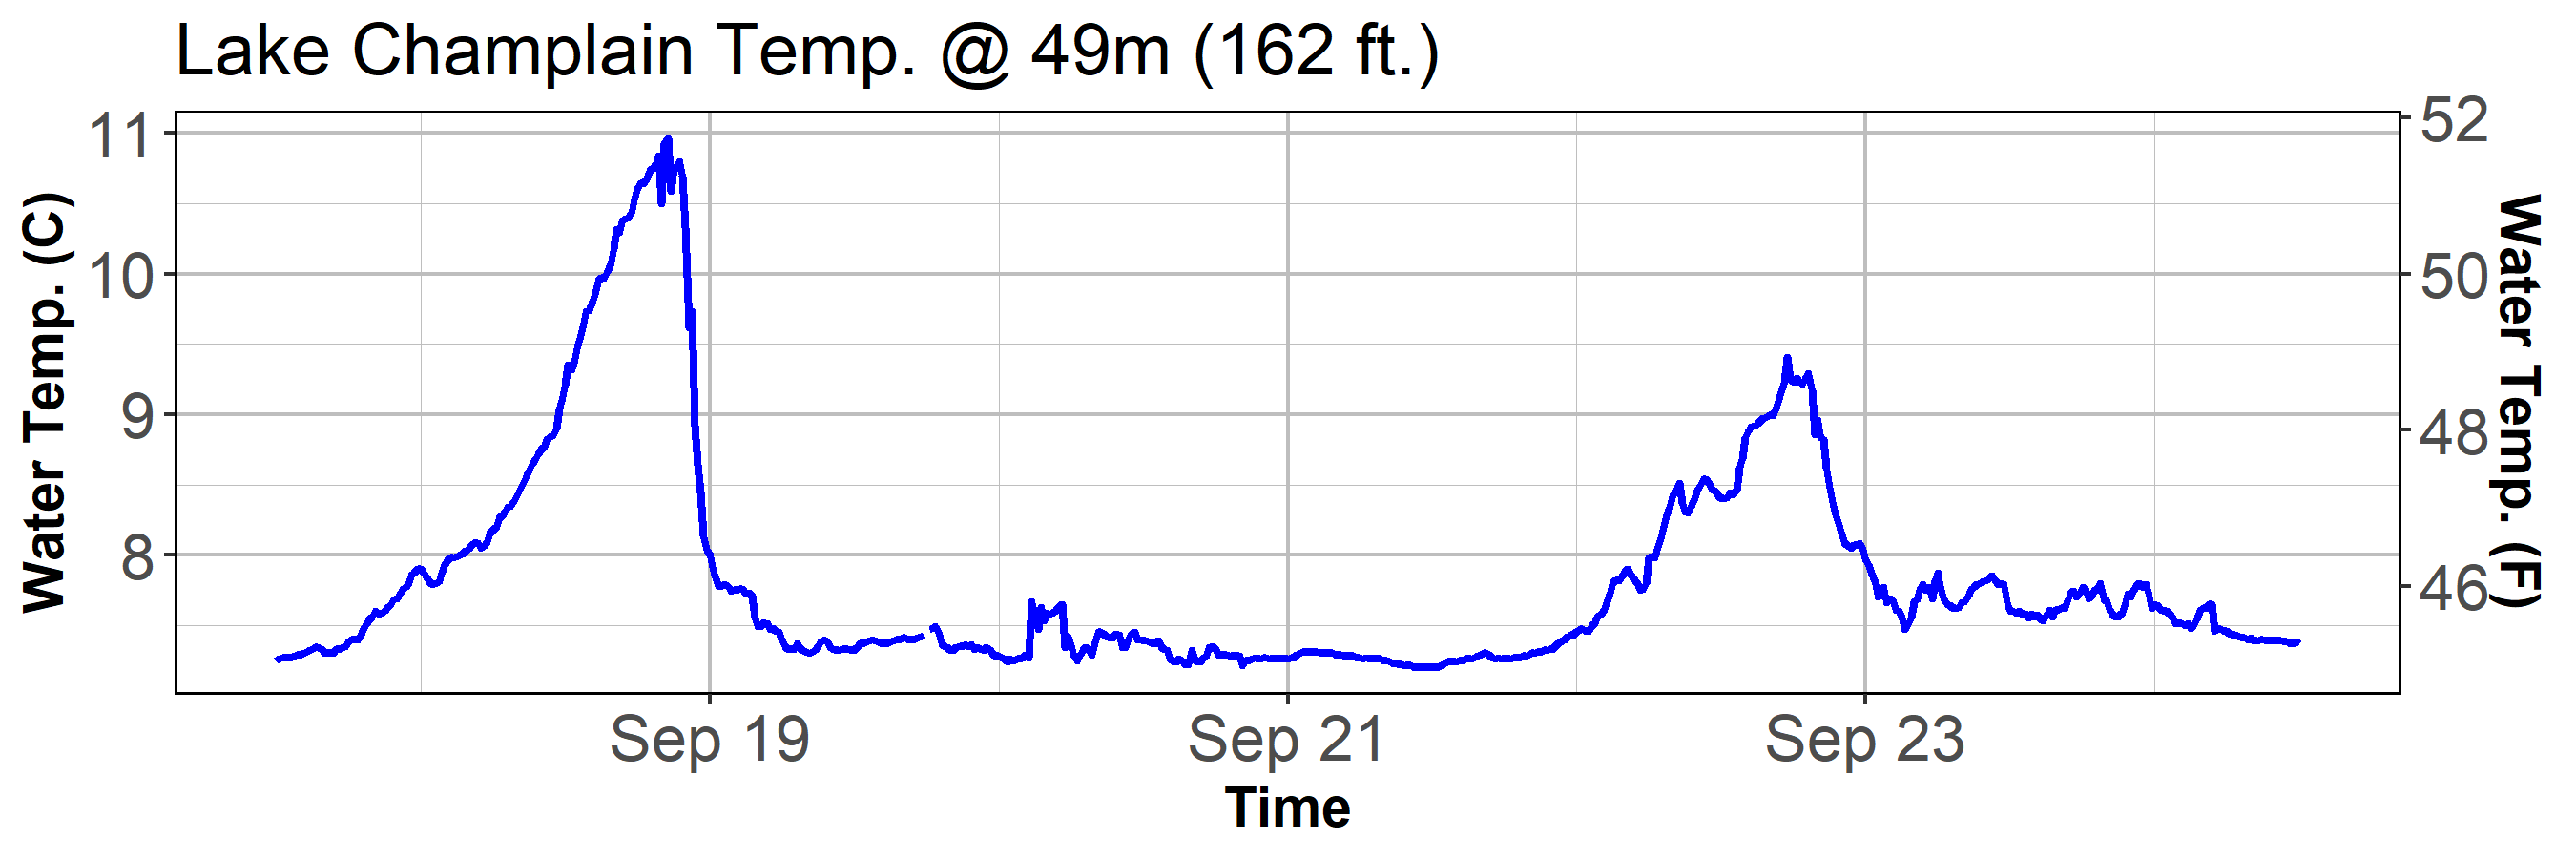 Lake Champlain Temp. @ 49m (162 ft.)
11
10
9
8
Water Temp. (C)
52
50
48
46
Water Temp. (F)
Sep 19
Sep 21
Sep 23
Time